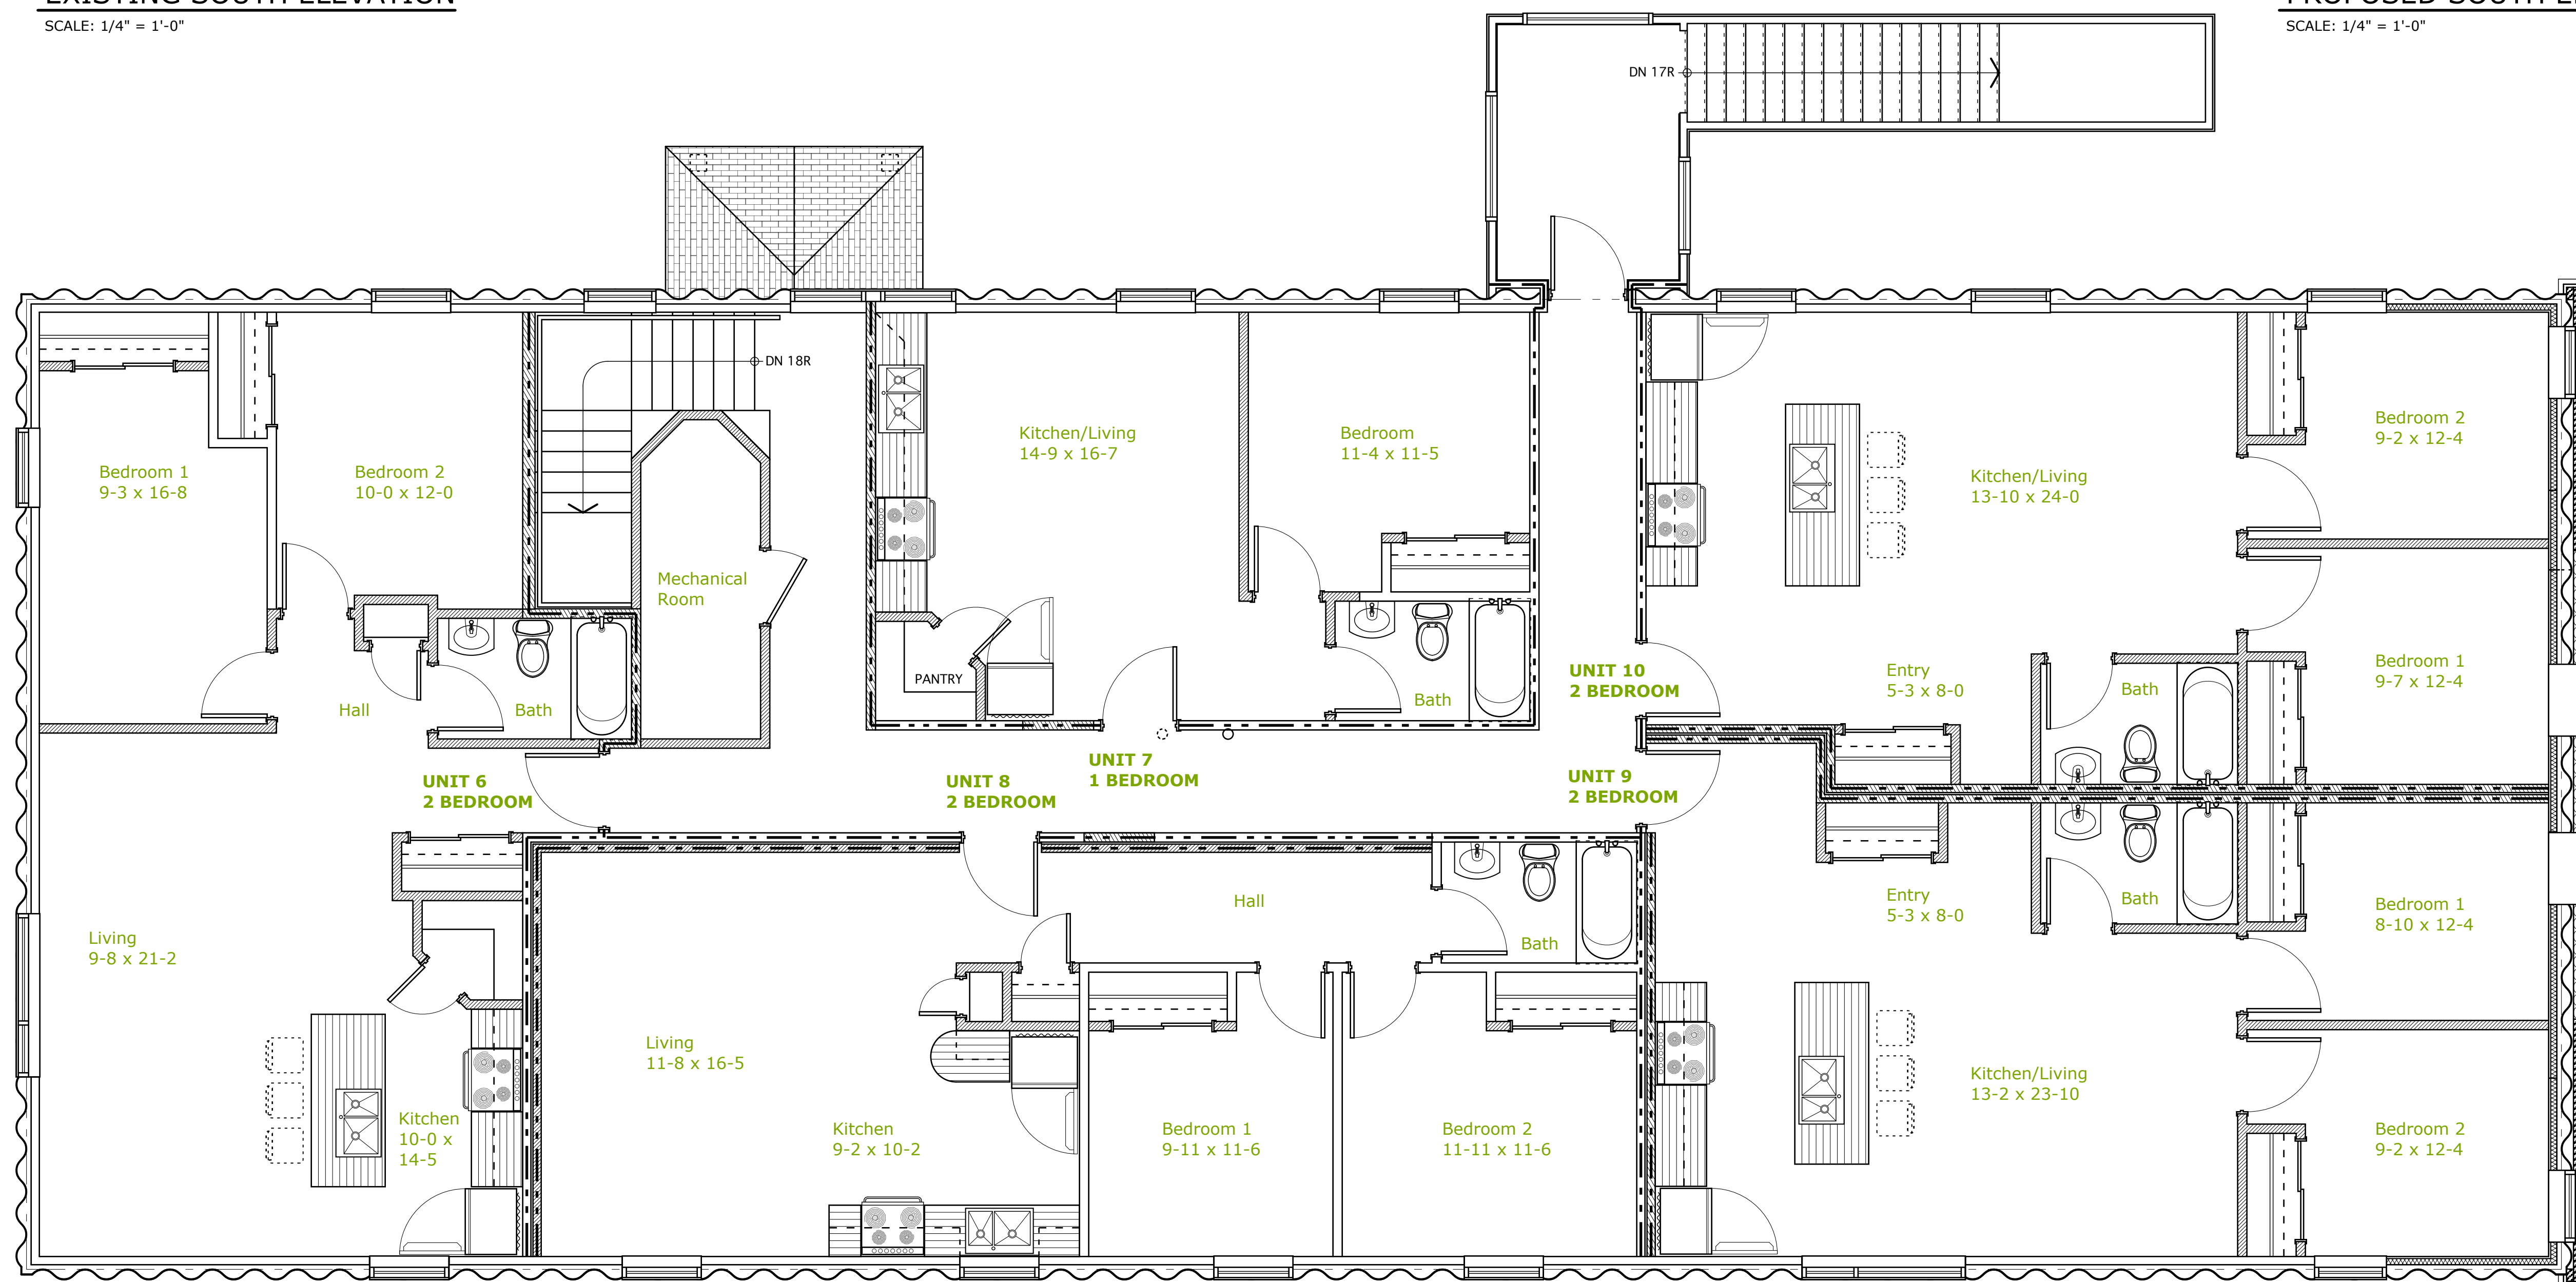 EXISTING SOUTH ELEVATION
SCALE: 1/4" = 1'-0"
PROPOSED SOUTH
SCALE: 1/4" = 1'-0"
DN 17R
DN 18R
Bedroom 1
9-3 x 16-8
Bedroom 2
10-0 x 12-0
Mechanical
Room
Kitchen/Living
14-9 x 16-7
Bedroom
11-4 x 11-5
Kitchen/Living
13-10 x 24-0
Bedroom 2
9-2 x 12-4
Hall
Bath
PANTRY
Bath
UNIT 10
2 BEDROOM
Entry
5-3 x 8-0
Bath
Bedroom 1
9-7 x 12-4
UNIT 6
2 BEDROOM
UNIT 8
2 BEDROOM
UNIT 7
1 BEDROOM
UNIT 9
2 BEDROOM
Living
9-8 x 21-2
Hall
Bath
Entry
5-3 x 8-0
Bath
Bedroom 1
8-10 x 12-4
Living
11-8 x 16-5
Kitchen
10-0 x
14-5
Kitchen
9-2 x 10-2
Bedroom 1
9-11 x 11-6
Bedroom 2
11-11 x 11-6
Kitchen/Living
13-2 x 23-10
Bedroom 2
9-2 x 12-4